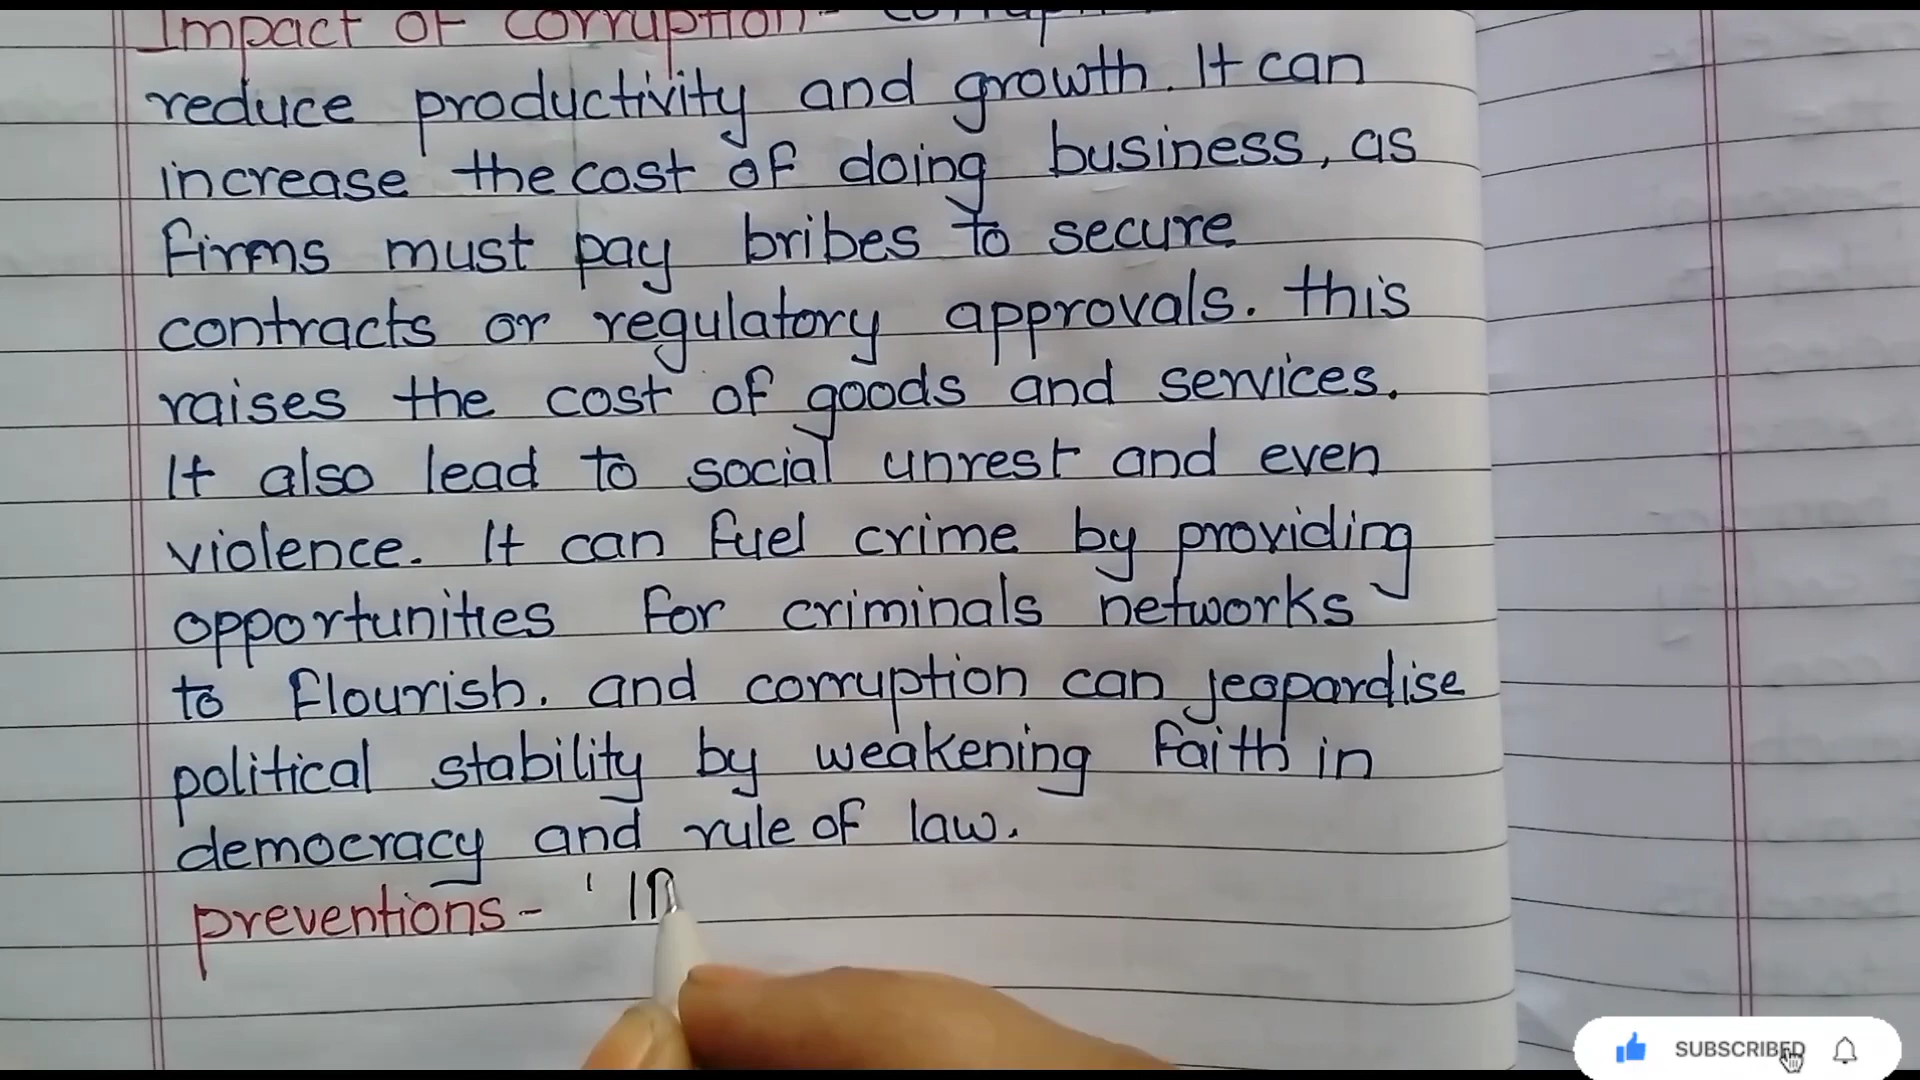 Impact of corruption-
reduce productivity and growth. It can
increase the cost of doing business, as
firms must pay bribes to secure
contracts or regulatory approvals. this
raises the cost of goods and services.
It also lead to social unrest and even
violence. It can fuel crime by providing
opportunities for criminals networks
to flourish. and corruption can jeopardise
political stability by weakening faith in
democracy and rule of law.
preventions-
SUBSCRIBED